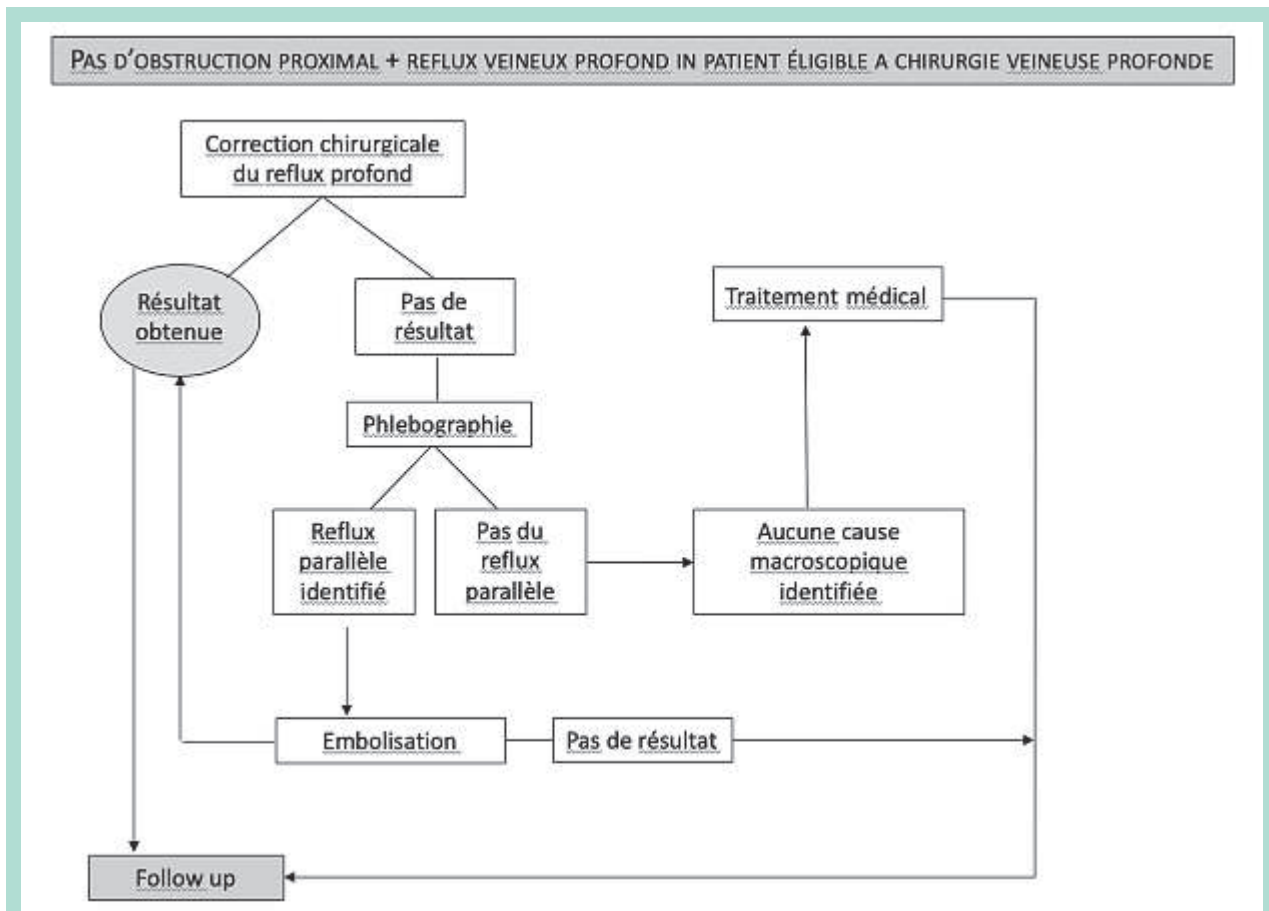 PAS D'OBSTRUCTION PROXIMAL + REFLUX VEINEUX PROFOND IN PATIENT ÉLIGIBLE A CHIRURGIE VEINEUSE PROFONDE
Correction chirurgicale
du reflux profond
Résultat
obtenue
Pas de
résultat
Traitement médical
Phlebographie
Reflux
parallèle
identifié
Pas du
reflux
parallèle
Aucune cause
macroscopique
identifiée
Embolisation
Pas de résultat
Follow up